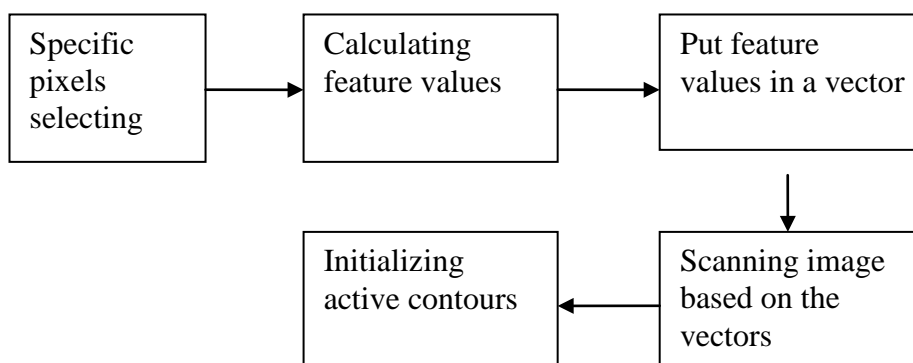 Specific
pixels
selecting
Calculating
feature values
Put feature
values in a vector
Scanning image
based on the
vectors
Initializing
active contours